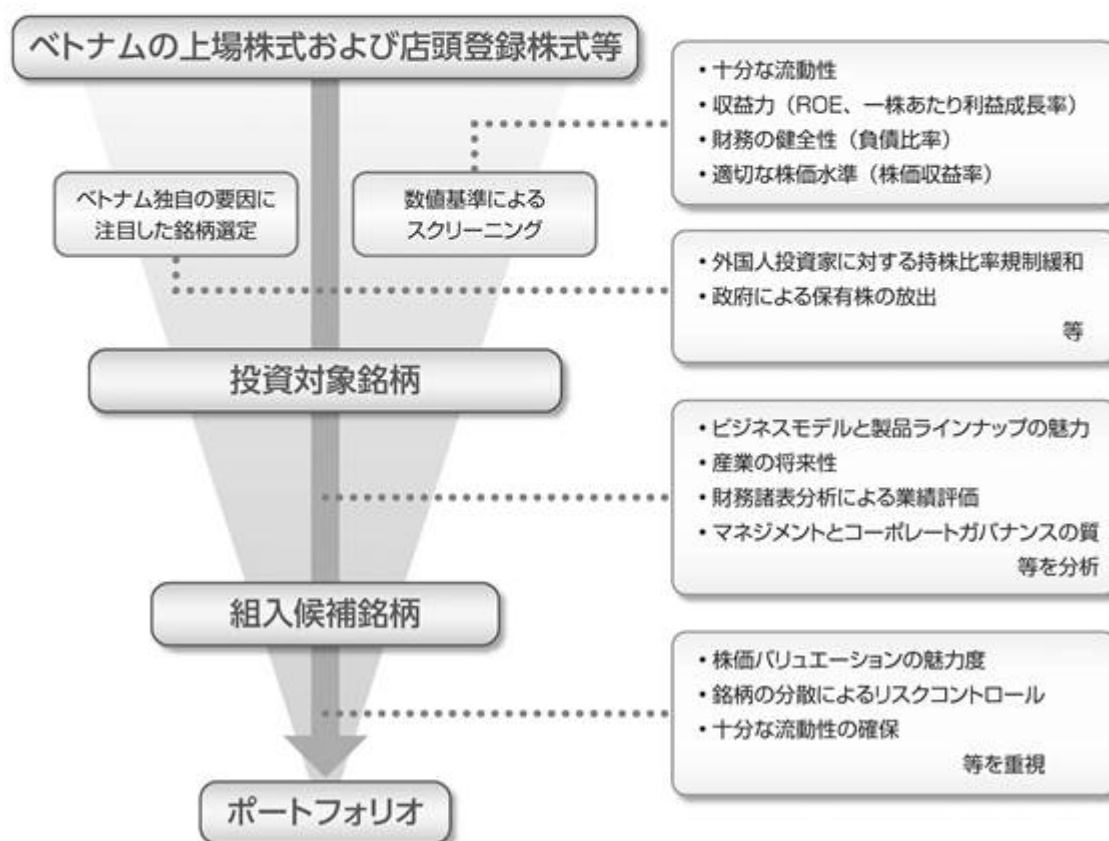 ベトナムの上場株式および店頭登録株式等
・十分な流動性
・収益力（ROE、一株あたり利益成長率）
・財務の健全性（負債比率）
・適切な株価水準（株価収益率）
ベトナム独自の要因に
注目した銘柄選定
数値基準による
スクリーニング
・外国人投資家に対する持株比率規制緩和
・政府による保有株の放出
等
投資対象銘柄
・ビジネスモデルと製品ラインナップの魅力
・産業の将来性
・財務諸表分析による業績評価
・マネジメントとコーポレートガバナンスの質
等を分析
組入候補銘柄
・株価バリュエーションの魅力度
・銘柄の分散によるリスクコントロール
・十分な流動性の確保
等を重視
ポートフォリオ